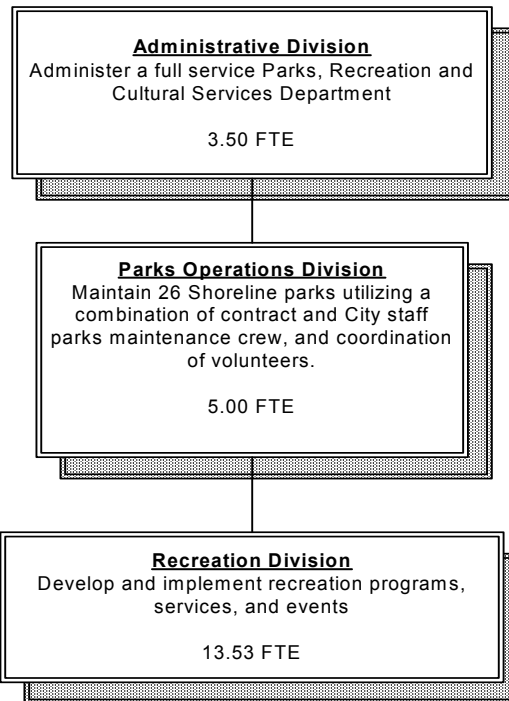 Administrative Division
Administer a full service Parks, Recreation and
Cultural Services Department
3.50 FTE
Parks Operations Division
Maintain 26 Shoreline parks utilizing a
combination of contract and City staff
parks maintenance crew, and coordination
of volunteers.
5.00 FTE
Recreation Division
Develop and implement recreation programs,
services, and events
13.53 FTE